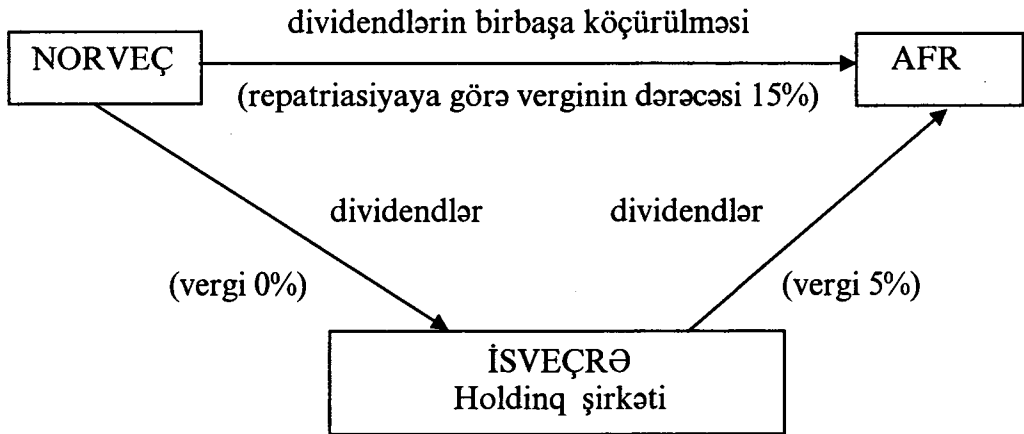 dividendlərin birbaşa köçürülməsi
NORVEÇ
AFR
(repatriasiyaya görə verginin dərəcəsi 15%)
dividendlər
dividendlər
(vergi 0%)
(vergi 5%)
İSVEÇRƏ
Holdinq şirkəti